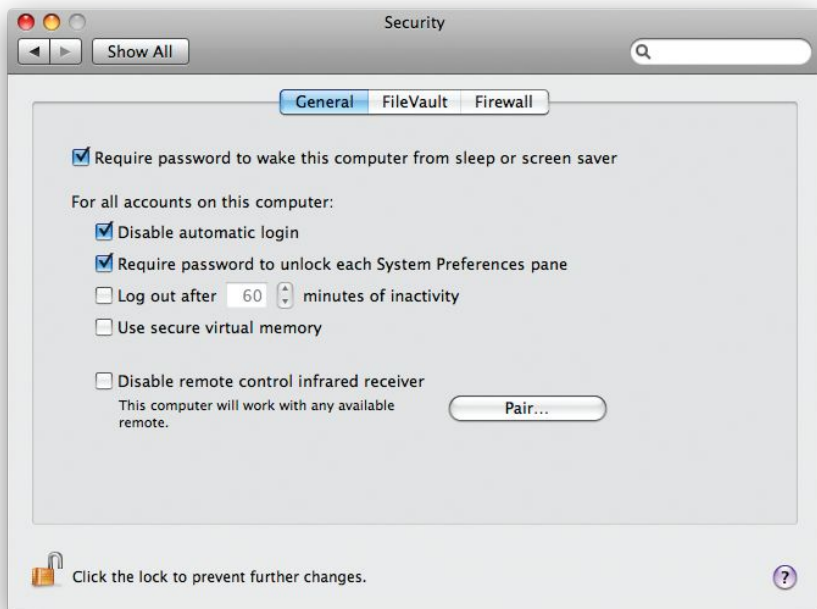 Security
Show All
General FileVault Firewall
Require password to wake this computer from sleep or screen saver
For all accounts on this computer:
Disable automatic login
Require password to unlock each System Preferences pane
Log out after 60 minutes of inactivity
Use secure virtual memory
Disable remote control infrared receiver
This computer will work with any available
remote.
Pair...
Click the lock to prevent further changes.
?